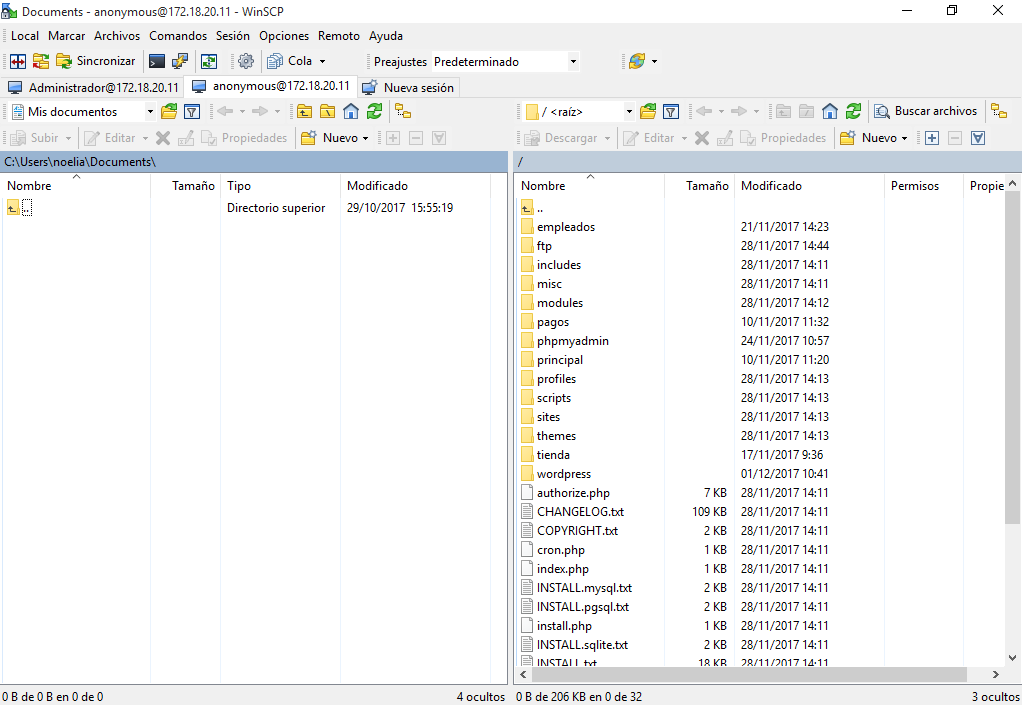 Documents - anonymous@172.18.20.11 - WinSCP
Local Marcar Archivos Comandos Sesión Opciones Remoto Ayuda
Sincronizar Cola Preajustes Predeterminado
Administrador@172.18.20.11 anonymous@172.18.20.11 Nueva sesión
Mis documentos / <raíz> Buscar archivos
Subir Editar Propiedades Nuevo Descargar Editar Propiedades Nuevo
C:\Users\noelia\Documents\ /
Nombre Tamaño Tipo Modificado
.. Directorio superior 29/10/2017 15:55:19
Nombre Tamaño Modificado Permisos Propie
..
empleados 21/11/2017 14:23
ftp 28/11/2017 14:44
includes 28/11/2017 14:11
misc 28/11/2017 14:11
modules 28/11/2017 14:12
pagos 10/11/2017 11:32
phpmyadmin 24/11/2017 10:57
principal 10/11/2017 11:20
profiles 28/11/2017 14:13
scripts 28/11/2017 14:13
sites 28/11/2017 14:13
themes 28/11/2017 14:13
tienda 17/11/2017 9:36
wordpress 01/12/2017 10:41
authorize.php 7 KB 28/11/2017 14:11
CHANGELOG.txt 109 KB 28/11/2017 14:11
COPYRIGHT.txt 2 KB 28/11/2017 14:11
cron.php 1 KB 28/11/2017 14:11
index.php 1 KB 28/11/2017 14:11
INSTALL.mysql.txt 2 KB 28/11/2017 14:11
INSTALL.pgsql.txt 2 KB 28/11/2017 14:11
install.php 1 KB 28/11/2017 14:11
INSTALL.sqlite.txt 2 KB 28/11/2017 14:11
INSTALL.txt 18 KB 28/11/2017 14:11
0 B de 0 B en 0 de 0 4 ocultos 0 B de 206 KB en 0 de 32 3 ocultos